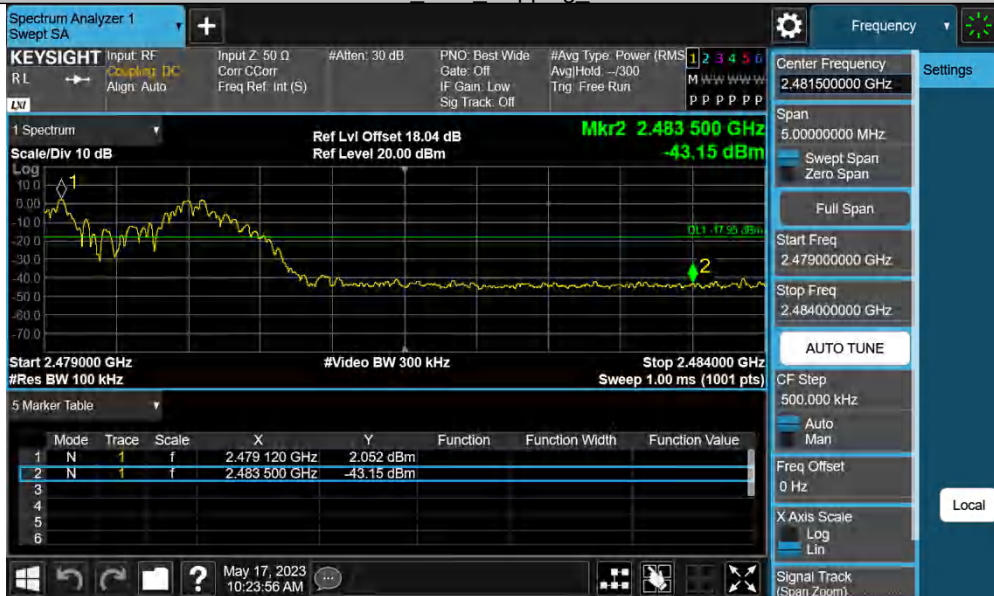 Spectrum Analyzer 1
Swept SA
+
Frequency
KEYSIGHT
RL
LXI
Input: RF
Coupling: DC
Align: Auto
Input Z: 50 Ω
Corr CCorr
Freq Ref: Int (S)
#Atten: 30 dB
PNO: Best Wide
Gate: Off
IF Gain: Low
Sig Track: Off
#Avg Type: Power (RMS
Avg|Hold: --/300
Trig: Free Run
1 2 3 4 5 6
M W W W W W
P P P P P P
1 Spectrum
Scale/Div 10 dB
Ref Lvl Offset 18.04 dB
Ref Level 20.00 dBm
Mkr2 2.483 500 GHz
-43.15 dBm
Log
10.0
0.00
-10.0
-20.0
-30.0
-40.0
-50.0
-60.0
-70.0
1
2
DL1 -17.95 dBm
Start 2.479000 GHz
#Res BW 100 kHz
#Video BW 300 kHz
Stop 2.484000 GHz
Sweep 1.00 ms (1001 pts)
5 Marker Table
Mode Trace Scale X Y Function Function Width Function Value
1 N 1 f 2.479 120 GHz 2.052 dBm
2 N 1 f 2.483 500 GHz -43.15 dBm
3
4
5
6
?
May 17, 2023
10:23:56 AM
Center Frequency
2.481500000 GHz
Span
5.00000000 MHz
Swept Span
Zero Span
Full Span
Start Freq
2.479000000 GHz
Stop Freq
2.484000000 GHz
AUTO TUNE
CF Step
500.000 kHz
Auto
Man
Freq Offset
0 Hz
X Axis Scale
Log
Lin
Signal Track
(Span Zoom)
Settings
Local